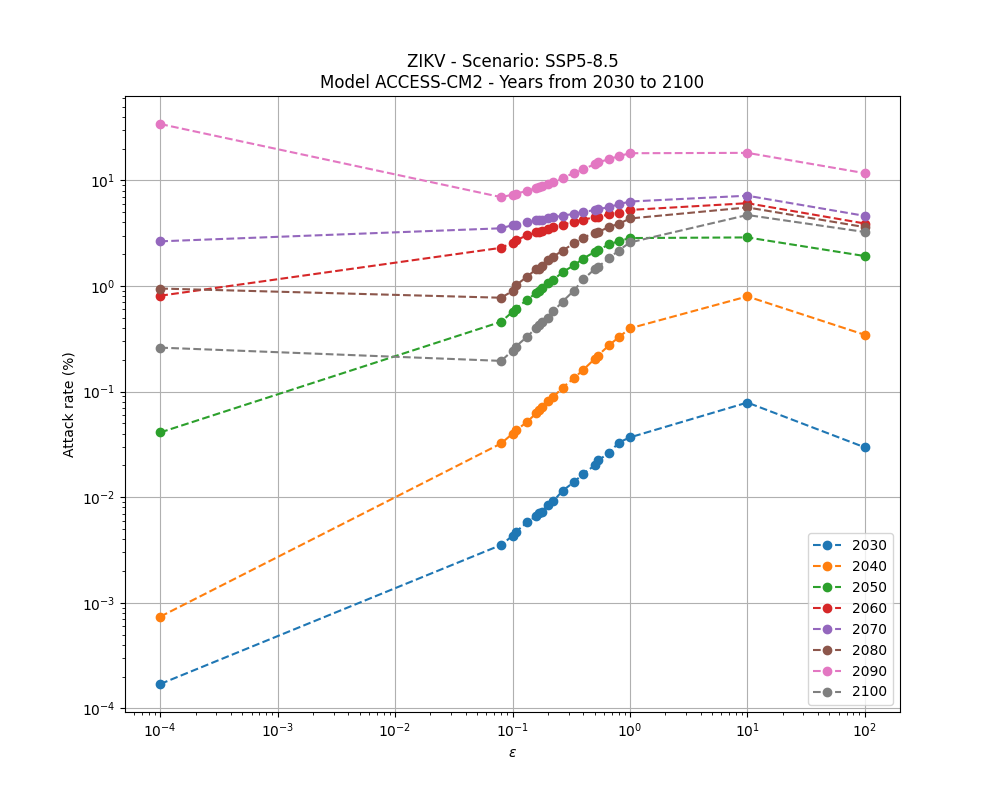 ZIKV - Scenario: SSP5-8.5
Model ACCESS-CM2 - Years from 2030 to 2100
Attack rate (%)
10¹
10⁰
10⁻¹
10⁻²
10⁻³
10⁻⁴
10⁻⁴ 10⁻³ 10⁻² 10⁻¹ 10⁰ 10¹ 10²
ε
2030
2040
2050
2060
2070
2080
2090
2100